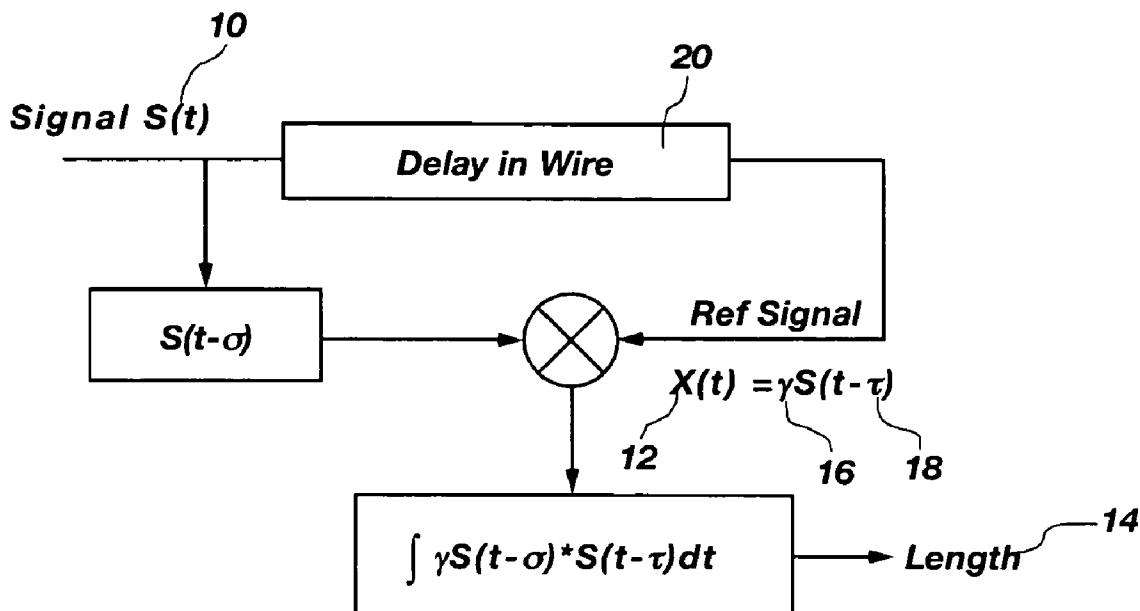 10
20
Signal S(t)
Delay in Wire
S(t-σ)
Ref Signal
X(t) =γS(t-τ)
12
16
18
∫ γS(t-σ)*S(t-τ)dt
Length
14